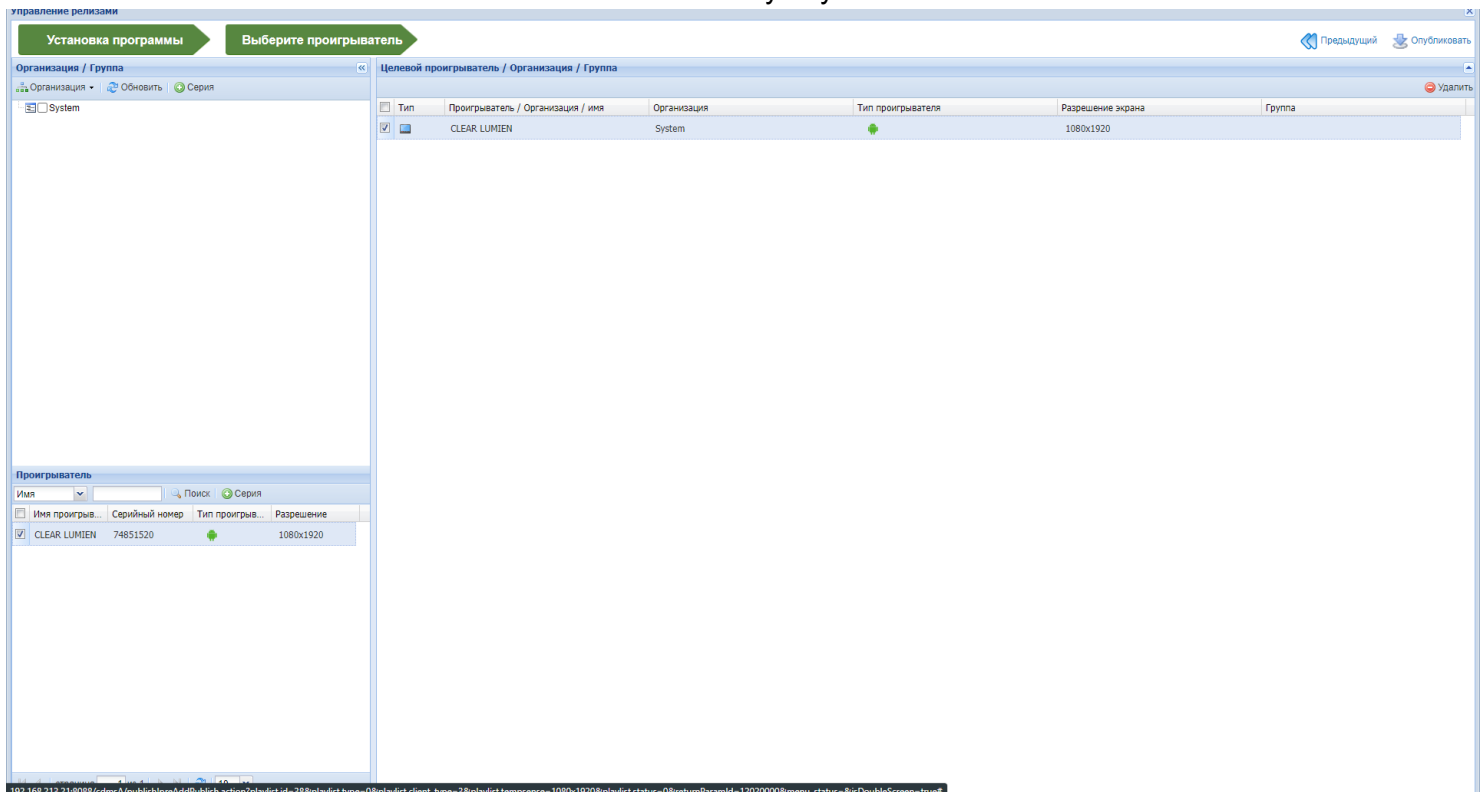 Управление релизами
Установка программы
Выберите проигрыватель
Предыдущий
Опубликовать
Организация / Группа
Целевой проигрыватель / Организация / Группа
Организация
Обновить
Серия
Удалить
System
Тип
Проигрыватель / Организация / имя
Организация
Тип проигрывателя
Разрешение экрана
Группа
CLEAR LUMIEN
System
1080x1920
Проигрыватель
Имя
Поиск
Серия
Имя проигрыв...
Серийный номер
Тип проигрыв...
Разрешение
CLEAR LUMIEN
74851520
1080x1920